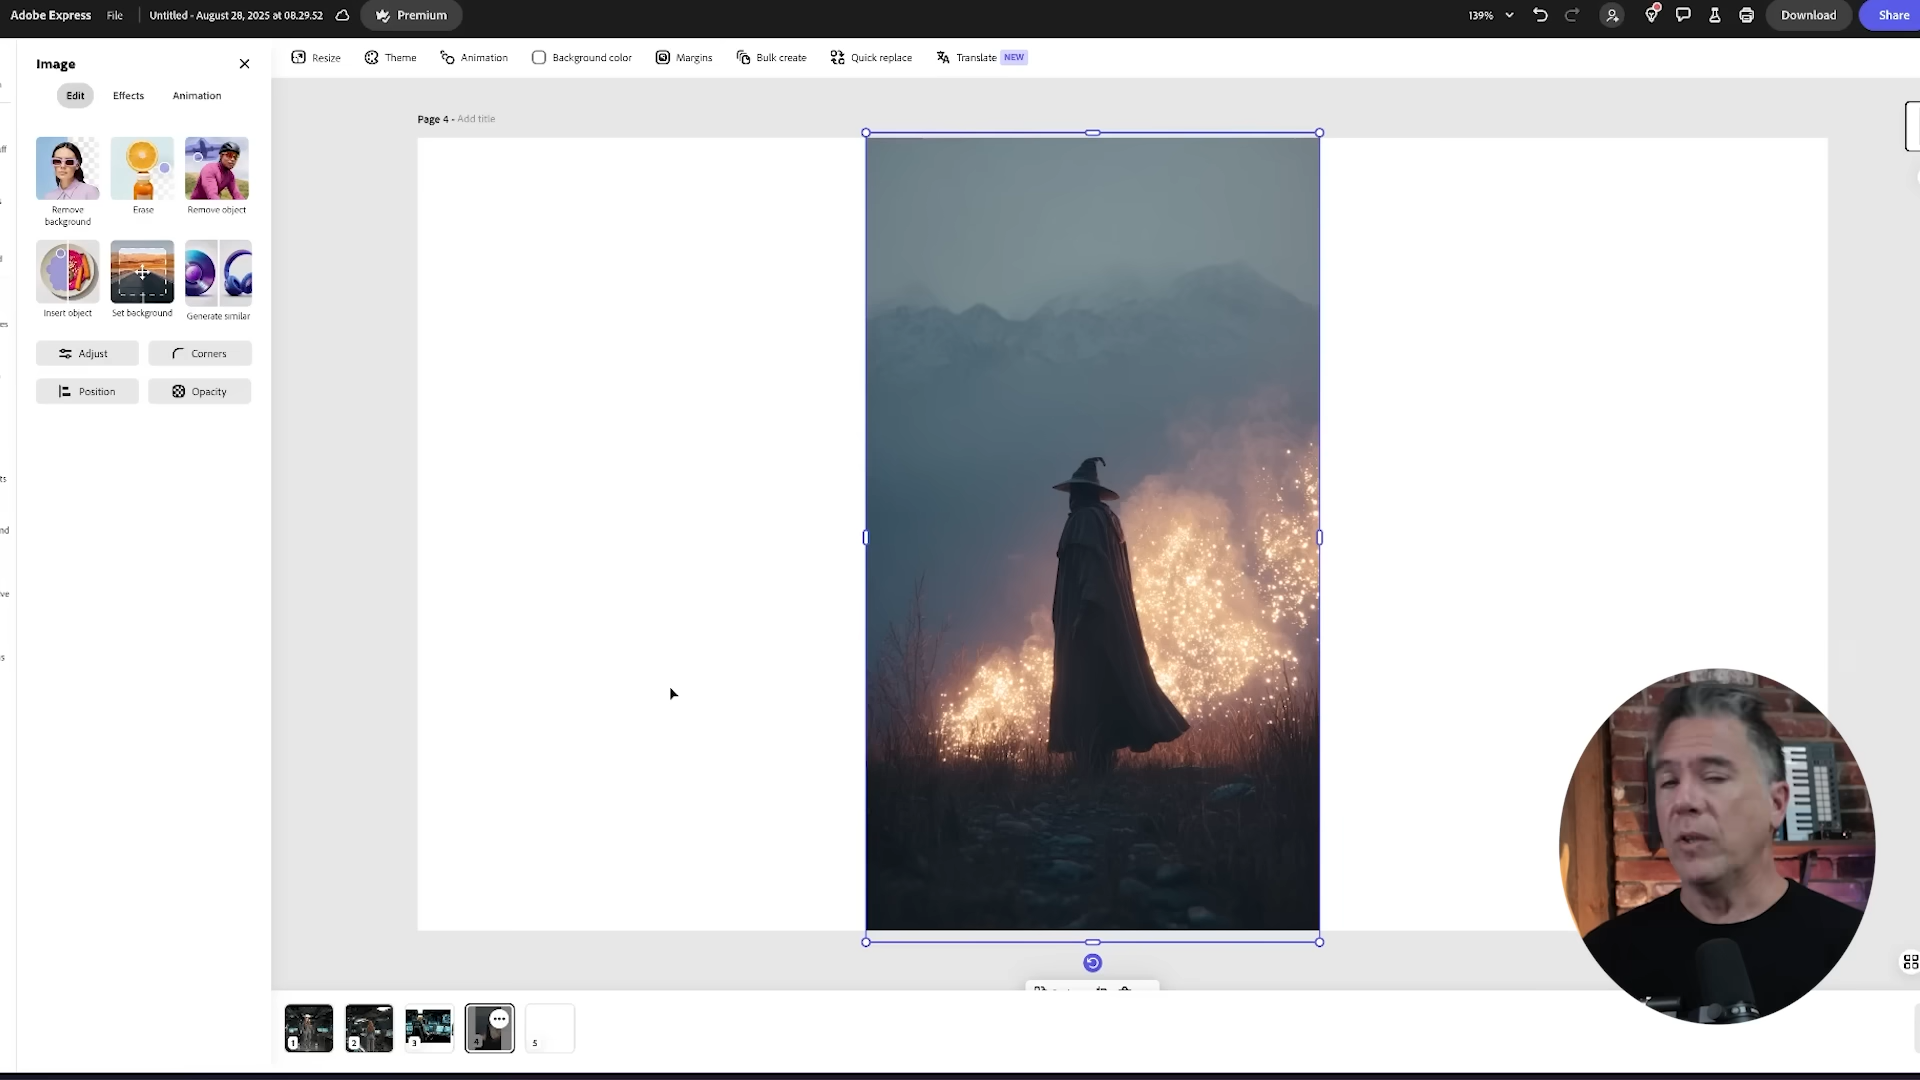 Adobe Express File Untitled - August 28, 2025 at 08.29.52 Premium 139% Download Share
Image
Edit Effects Animation
Remove background
Erase
Remove object
Insert object
Set background
Generate similar
Adjust Corners
Position Opacity
Resize Theme Animation Background color Margins Bulk create Quick replace Translate NEW
Page 4 - Add title
1 2 3 4 5